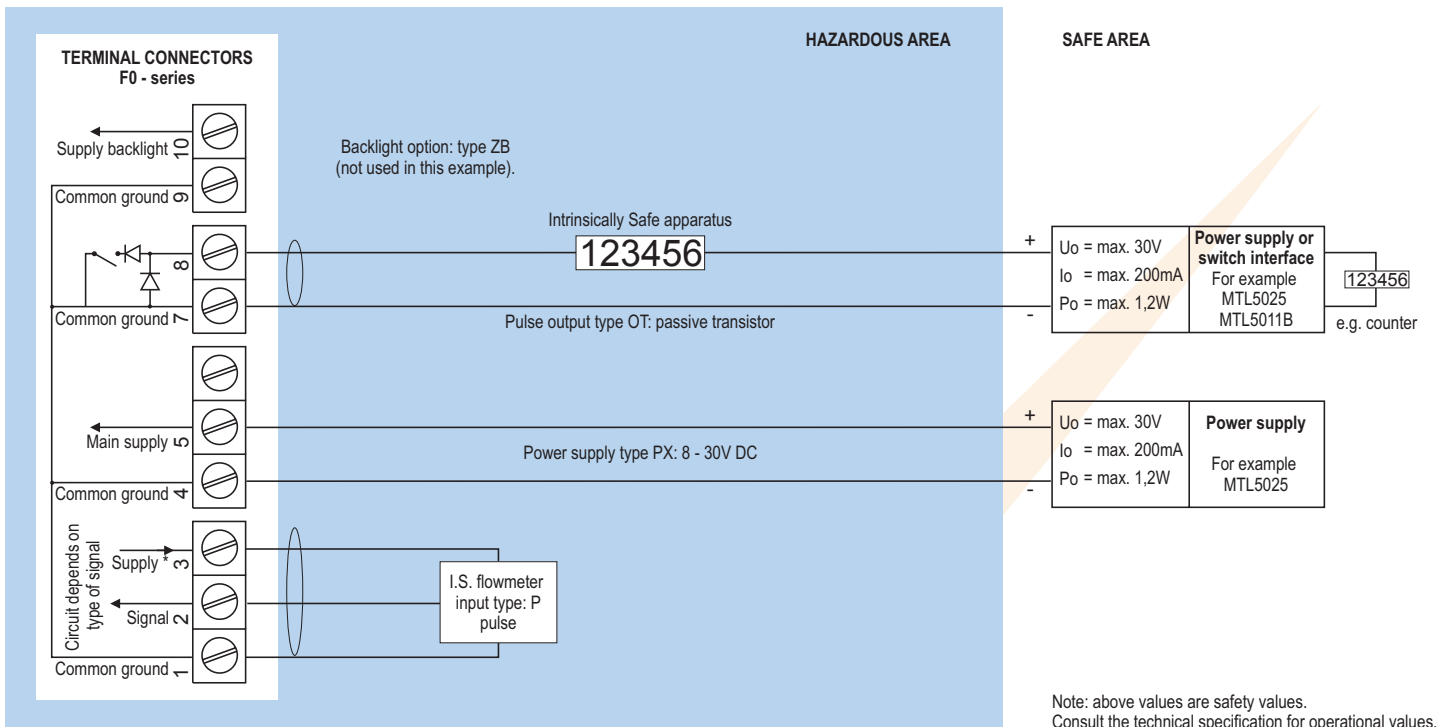 HAZARDOUS AREA
SAFE AREA
TERMINAL CONNECTORS
F0 - series
Supply backlight
10
Common ground
9
8
Common ground
7
Main supply
5
Common ground
4
Circuit depends on
type of signal
Supply *
3
Signal
2
Common ground
1
Backlight option: type ZB
(not used in this example).
Intrinsically Safe apparatus
123456
Pulse output type OT: passive transistor
Power supply type PX: 8 - 30V DC
I.S. flowmeter
input type: P
pulse
+
-
Uo = max. 30V
Io = max. 200mA
Po = max. 1,2W
Power supply or
switch interface
For example
MTL5025
MTL5011B
123456
e.g. counter
+
-
Uo = max. 30V
Io = max. 200mA
Po = max. 1,2W
Power supply
For example
MTL5025
Note: above values are safety values.
Consult the technical specification for operational values.